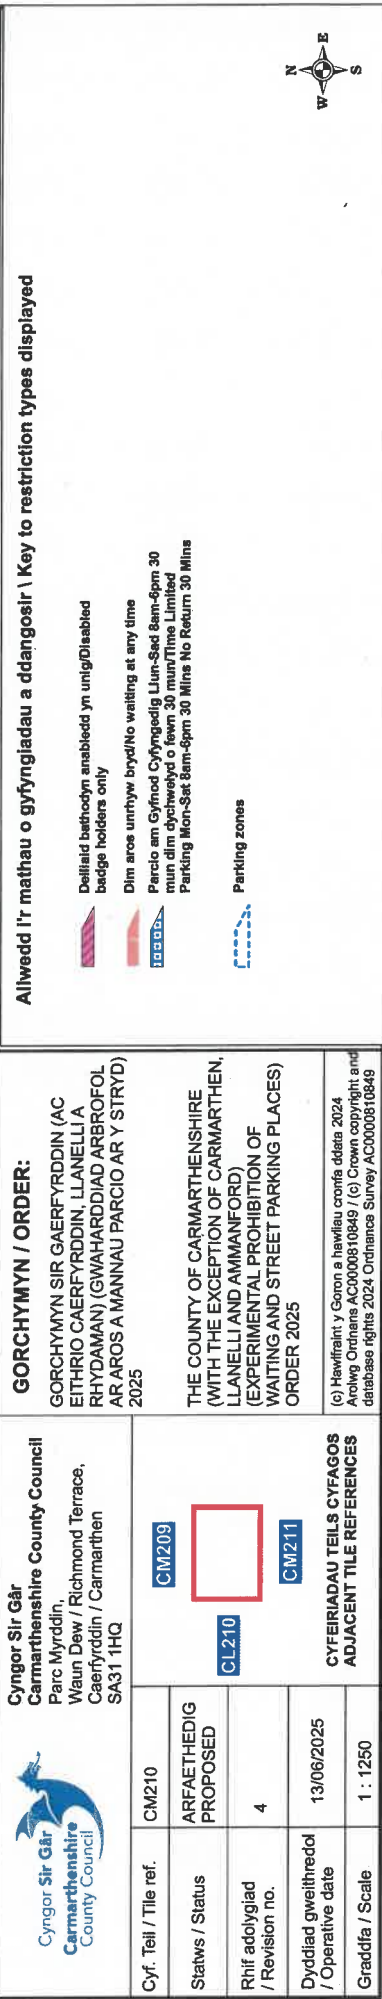 Cyngor Sir Gâr
Carmarthenshire
County Council
Cyngor Sir Gâr
Carmarthenshire County Council
Parc Myrddin,
Waun Dew / Richmond Terrace,
Caerfyrddin / Carmarthen
SA31 1HQ
Cyf. Teil / Tile ref.
CM210
Statws / Status
ARFAETHEDIG
PROPOSED
Rhif adolygiad
/ Revision no.
4
Dyddiad gweithredol
/ Operative date
13/06/2025
Graddfa / Scale
1 : 1250
CM209
CL210
CM211
CYFEIRIADAU TEILS CYFAGOS
ADJACENT TILE REFERENCES
GORCHYMYN / ORDER:
GORCHYMYN SIR GAERFYRDDIN (AC
EITHRIO CAERFYRDDIN, LLANELLI A
RHYDAMAN) (GWAHARDDIAD ARBROFOL
AR AROS A MANNAU PARCIO AR Y STRYD)
2025
THE COUNTY OF CARMARTHENSHIRE
(WITH THE EXCEPTION OF CARMARTHEN,
LLANELLI AND AMMANFORD)
(EXPERIMENTAL PROHIBITION OF
WAITING AND STREET PARKING PLACES)
ORDER 2025
(c) Hawlfraint y Goron a hawliau cronfa ddata 2024
Arolwg Ordnans AC0000810849 / (c) Crown copyright and
database rights 2024 Ordnance Survey AC0000810849
Allwedd I'r mathau o gyfyngiadau a ddangosir \ Key to restriction types displayed
Deiliaid bathodyn anabledd yn unig/Disabled
badge holders only
Dim aros unrhyw bryd/No waiting at any time
Parcio am Gyfnod Cyfyngedig Llun-Sad 8am-6pm 30
mun dim dychwelyd o fewn 30 mun/Time Limited
Parking Mon-Sat 8am-6pm 30 Mins No Return 30 Mins
Parking zones
N
W
E
S